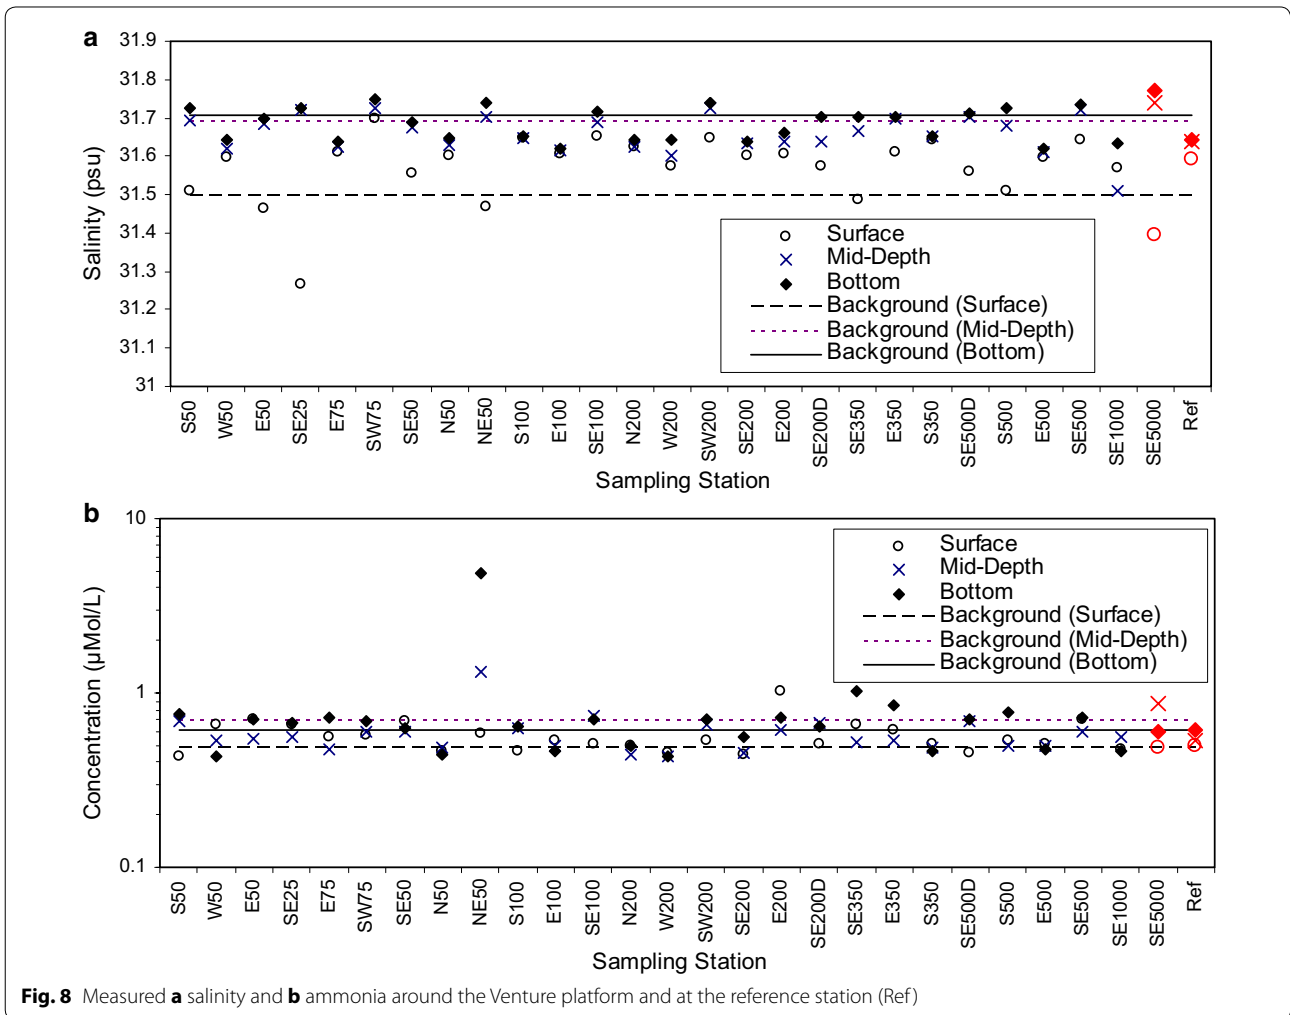 a
31.9
31.8
31.7
31.6
31.5
31.4
31.3
31.2
31.1
31
Salinity (psu)
Surface
Mid-Depth
Bottom
Background (Surface)
Background (Mid-Depth)
Background (Bottom)
S50
W50
E50
SE25
E75
SW75
SE50
N50
NE50
S100
E100
SE100
N200
W200
SW200
SE200
E200
SE200D
SE350
E350
S350
SE500D
S500
E500
SE500
SE1000
SE5000
Ref
Sampling Station
b
10
1
0.1
Concentration (µMol/L)
Surface
Mid-Depth
Bottom
Background (Surface)
Background (Mid-Depth)
Background (Bottom)
S50
W50
E50
SE25
E75
SW75
SE50
N50
NE50
S100
E100
SE100
N200
W200
SW200
SE200
E200
SE200D
SE350
E350
S350
SE500D
S500
E500
SE500
SE1000
SE5000
Ref
Sampling Station
Fig. 8 Measured a salinity and b ammonia around the Venture platform and at the reference station (Ref)